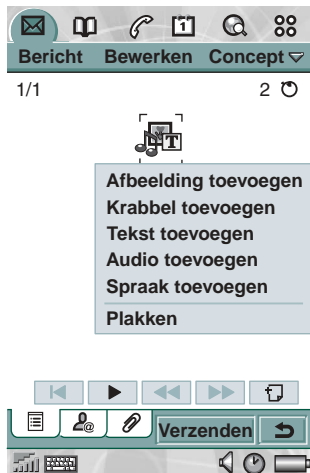 Bericht Bewerken Concept
1/1 2
T
Afbeelding toevoegen
Krabbel toevoegen
Tekst toevoegen
Audio toevoegen
Spraak toevoegen
Plakken
Verzenden